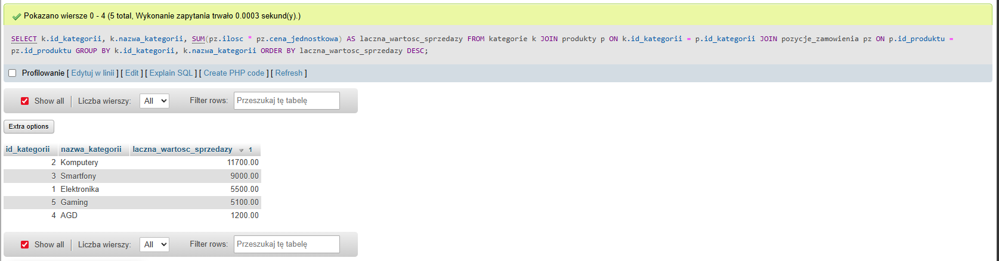 Pokazano wiersze 0 - 4 (5 total, Wykonanie zapytania trwało 0.0003 sekund(y).)
SELECT k.id_kategorii, k.nazwa_kategorii, SUM(pz.ilosc * pz.cena_jednostkowa) AS laczna_wartosc_sprzedazy FROM kategorie k JOIN produkty p ON k.id_kategorii = p.id_kategorii JOIN pozycje_zamowienia pz ON p.id_produktu =
pz.id_produktu GROUP BY k.id_kategorii, k.nazwa_kategorii ORDER BY laczna_wartosc_sprzedazy DESC;
Profilowanie [ Edytuj w linii ] [ Edit ] [ Explain SQL ] [ Create PHP code ] [ Refresh ]
Show all Liczba wierszy: All Filter rows: Przeszukaj tę tabelę
Extra options
id_kategorii nazwa_kategorii laczna_wartosc_sprzedazy 1
2 Komputery 11700.00
3 Smartfony 9000.00
1 Elektronika 5500.00
5 Gaming 5100.00
4 AGD 1200.00
Show all Liczba wierszy: All Filter rows: Przeszukaj tę tabelę